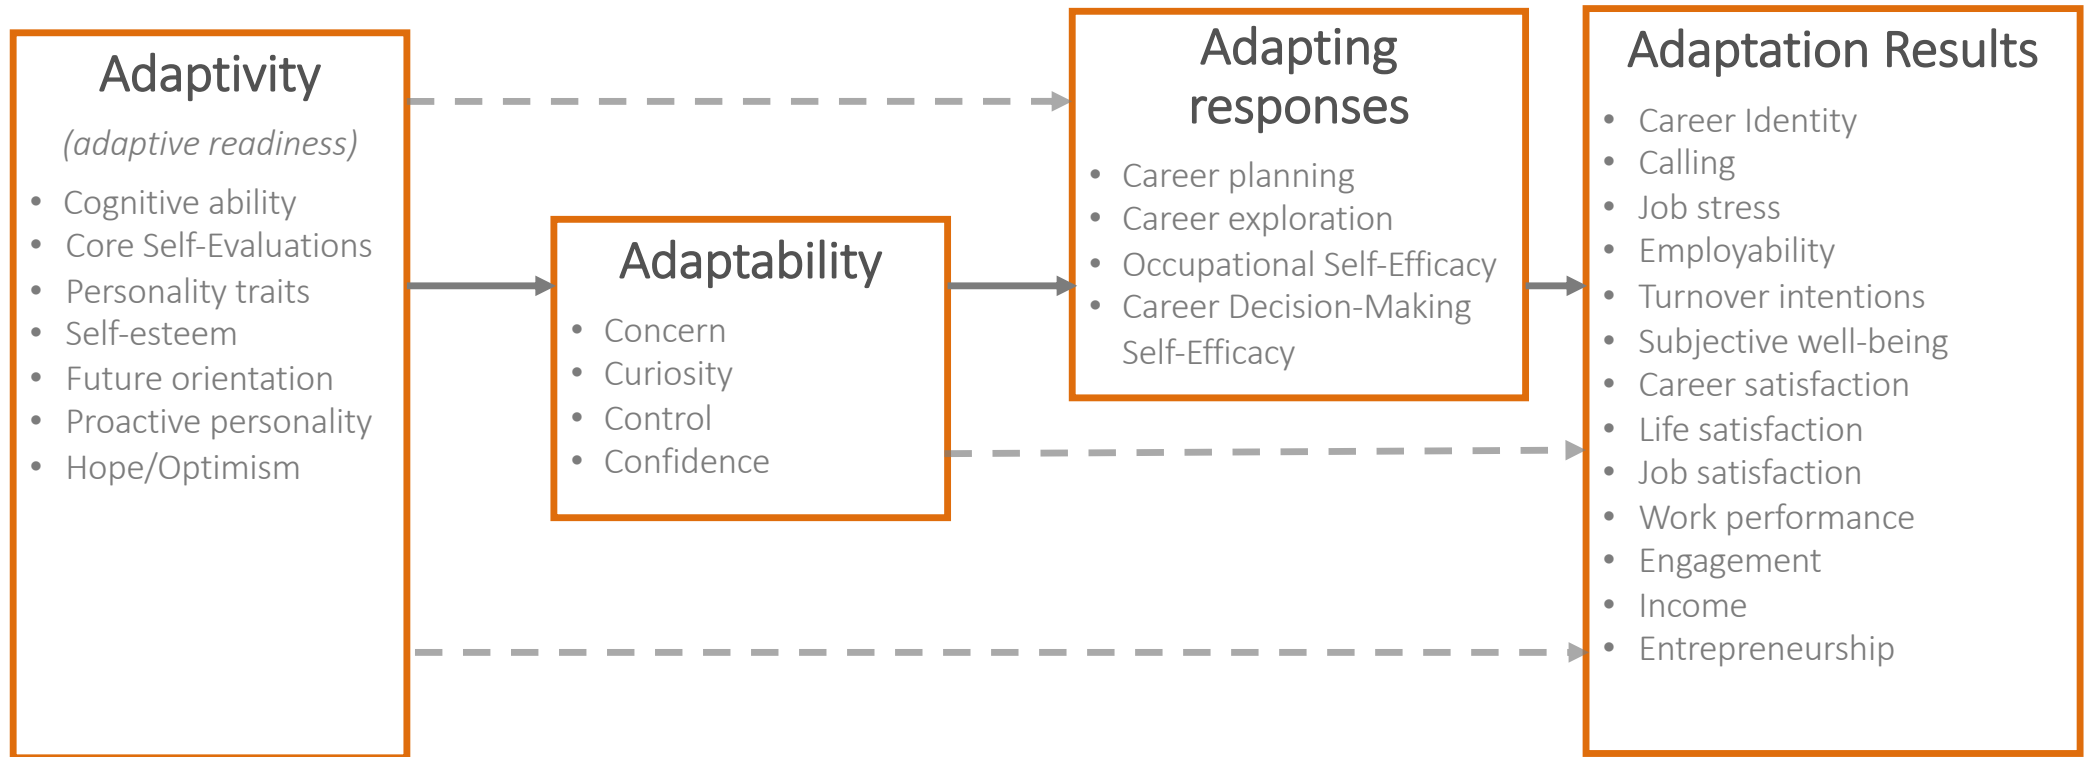 Adaptivity
(adaptive readiness)
• Cognitive ability
• Core Self-Evaluations
• Personality traits
• Self-esteem
• Future orientation
• Proactive personality
• Hope/Optimism
Adaptability
• Concern
• Curiosity
• Control
• Confidence
Adapting
responses
• Career planning
• Career exploration
• Occupational Self-Efficacy
• Career Decision-Making
Self-Efficacy
Adaptation Results
• Career Identity
• Calling
• Job stress
• Employability
• Turnover intentions
• Subjective well-being
• Career satisfaction
• Life satisfaction
• Job satisfaction
• Work performance
• Engagement
• Income
• Entrepreneurship